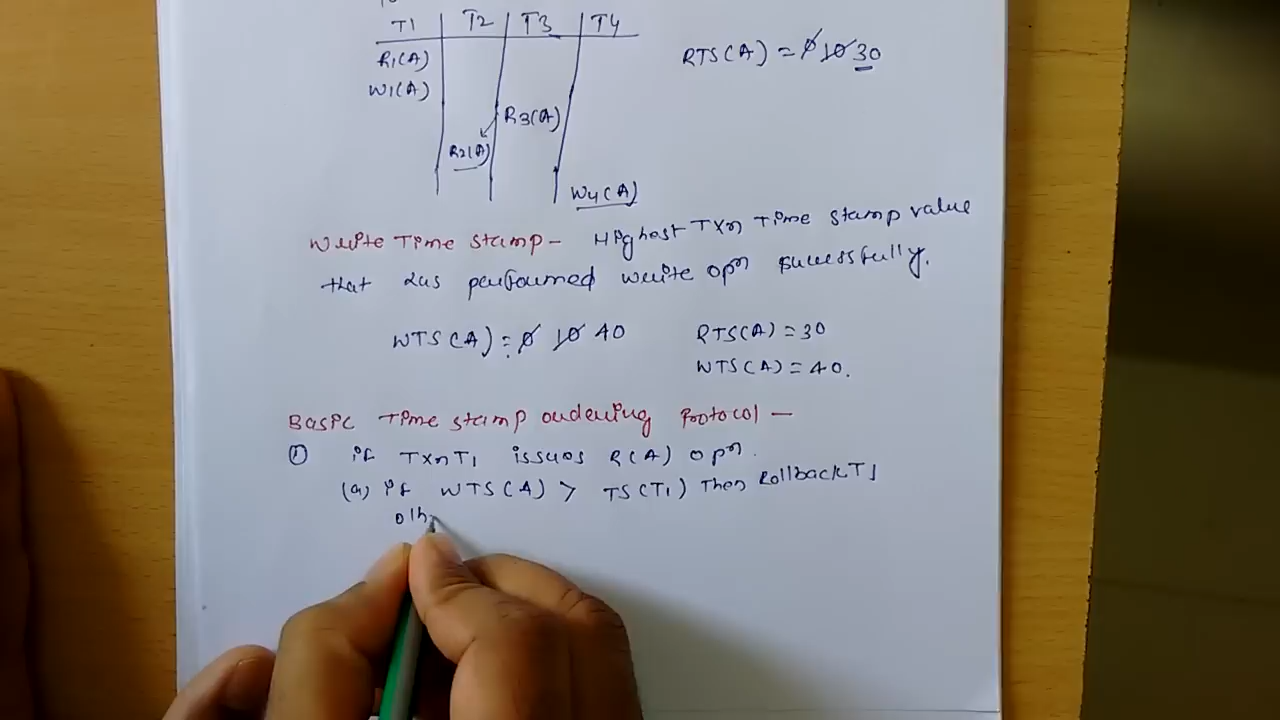 T1 T2 T3 T4
R1(A)
W1(A)
R3(A)
R2(A)
W4(A)
RTS(A) = 0 10 30
Write Time Stamp - Highest Txn Time stamp value
that has performed write opn sucessfully.
WTS(A) = 0 10 40
RTS(A) = 30
WTS(A) = 40.
Basic Time stamp ordering Protocol -
① if Txn T1 issues R(A) opn.
(a) if WTS(A) > TS(T1) Then Rollback T1
oth